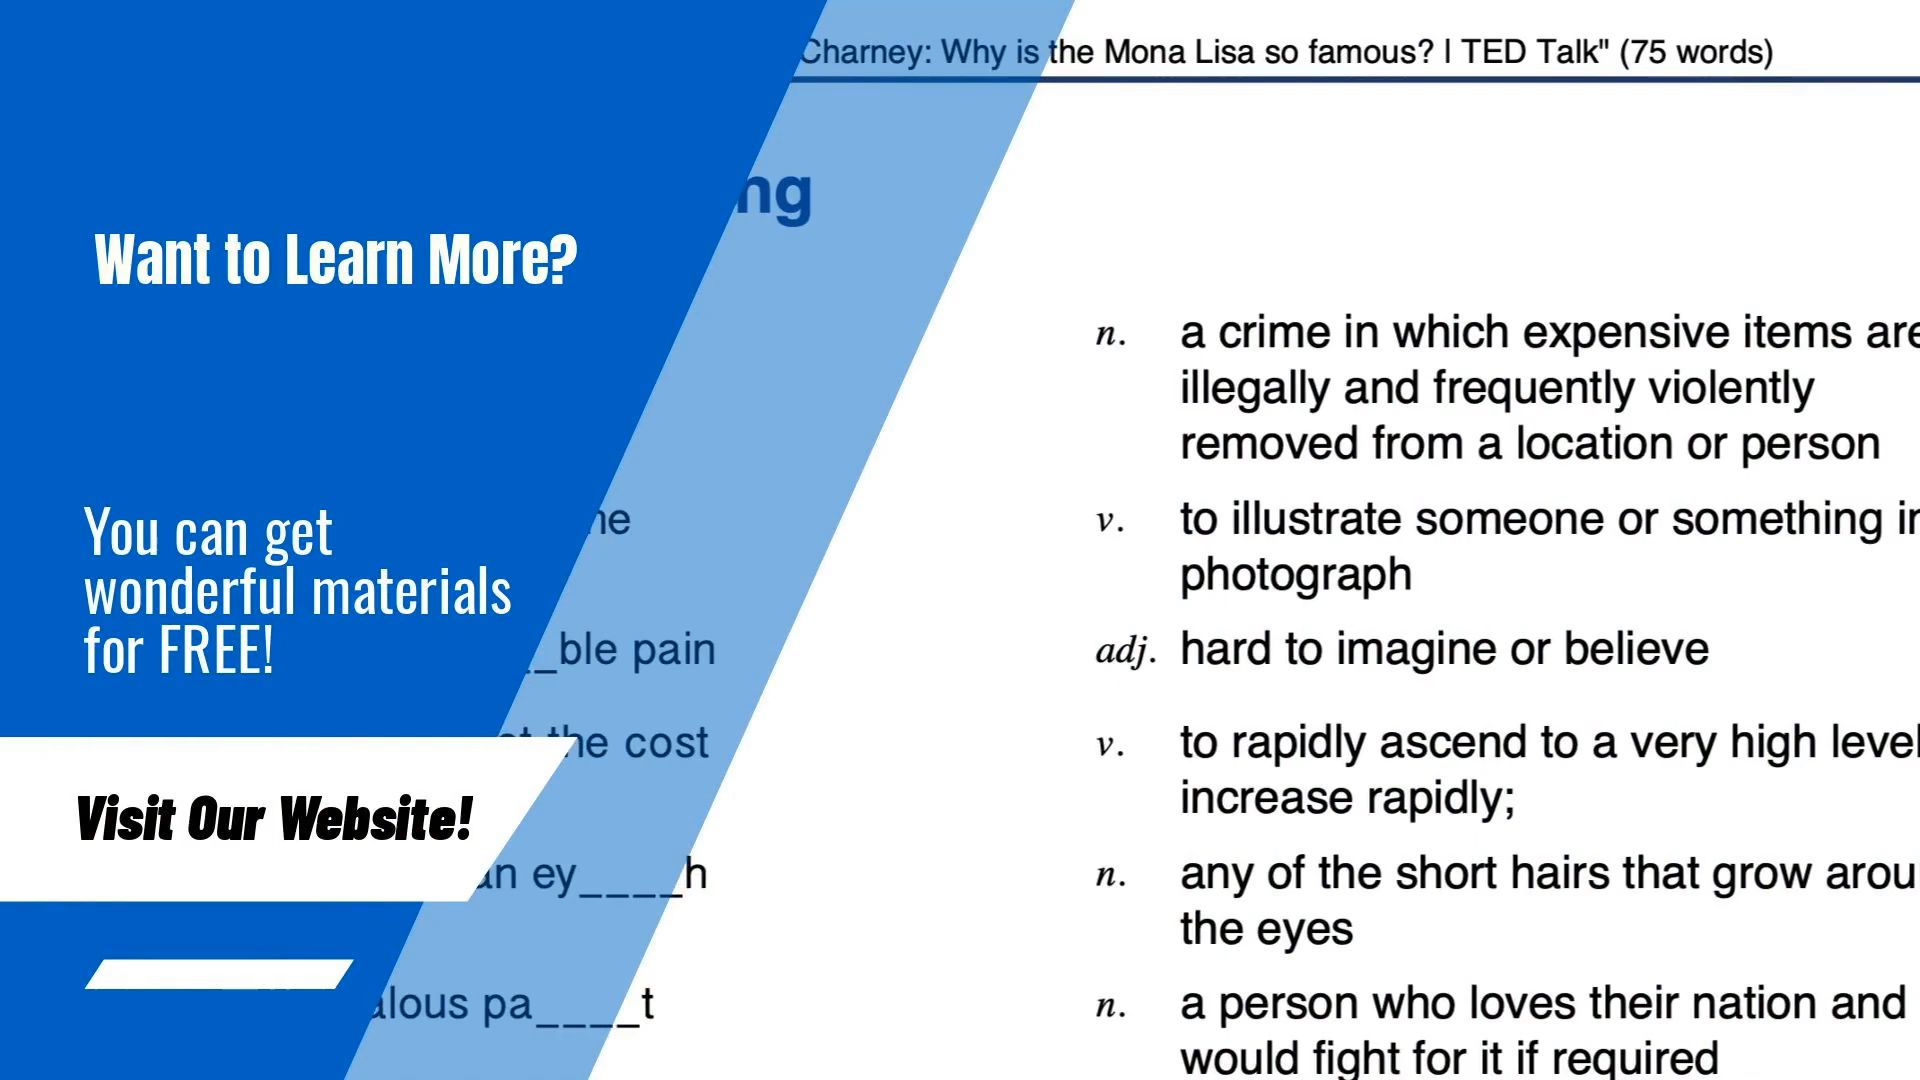 Charney: Why is the Mona Lisa so famous? | TED Talk" (75 words)
ng
Want to Learn More?
You can get
wonderful materials
for FREE!
Visit Our Website!
n. a crime in which expensive items are
illegally and frequently violently
removed from a location or person
v. to illustrate someone or something in
photograph
_ble pain adj. hard to imagine or believe
the cost v. to rapidly ascend to a very high level
increase rapidly;
an ey____h n. any of the short hairs that grow arou
the eyes
alous pa____t n. a person who loves their nation and
would fight for it if required